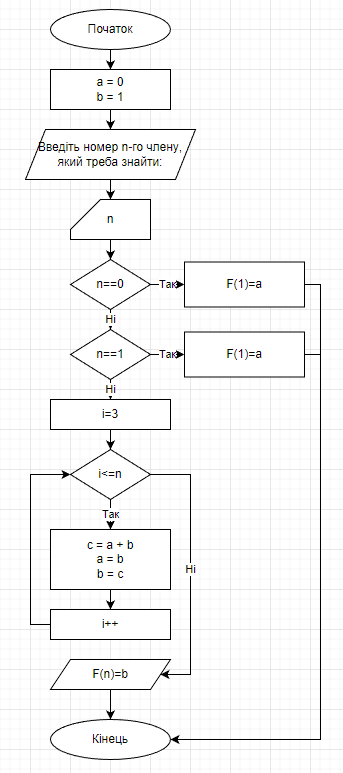 Початок
a = 0
b = 1
Введіть номер n-го члену,
який треба знайти:
n
n==0
Так
F(1)=a
Ні
n==1
Так
F(1)=a
Ні
i=3
i<=n
Так
c = a + b
a = b
b = c
Ні
i++
F(n)=b
Кінець